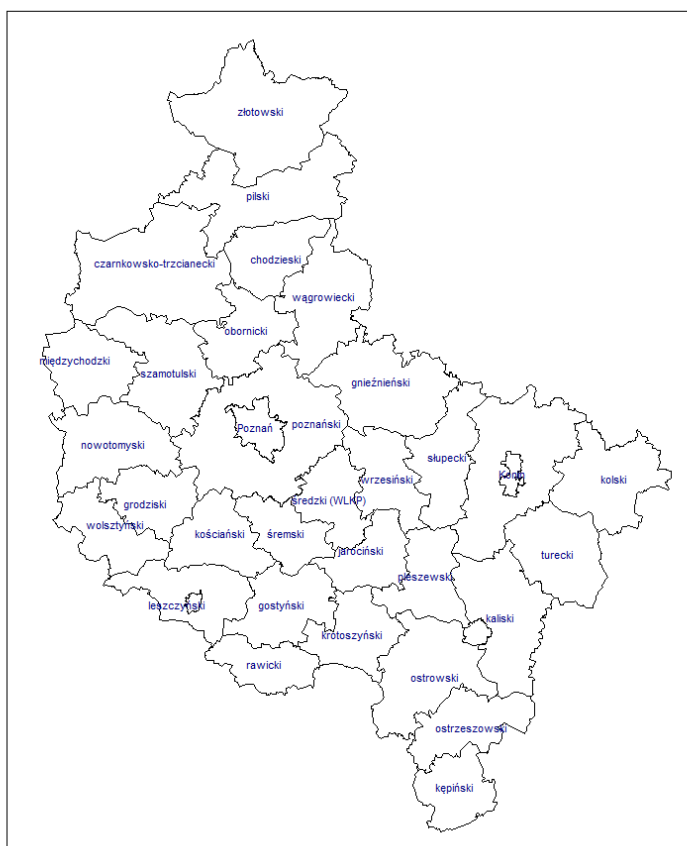 złotowski
pilski
chodzieski
czarnkowsko-trzcianecki
wągrowiecki
obornicki
międzychodzki
szamotulski
gnieźnieński
poznański
Poznań
nowotomyski
słupecki
wrzesiński
Konin
kolski
grodziski
średzki (WLKP)
wolsztyński
kościański
śremski
jarociński
turecki
pleszewski
leszczyński
gostyński
kaliski
krotoszyński
rawicki
ostrowski
ostrzeszowski
kępiński